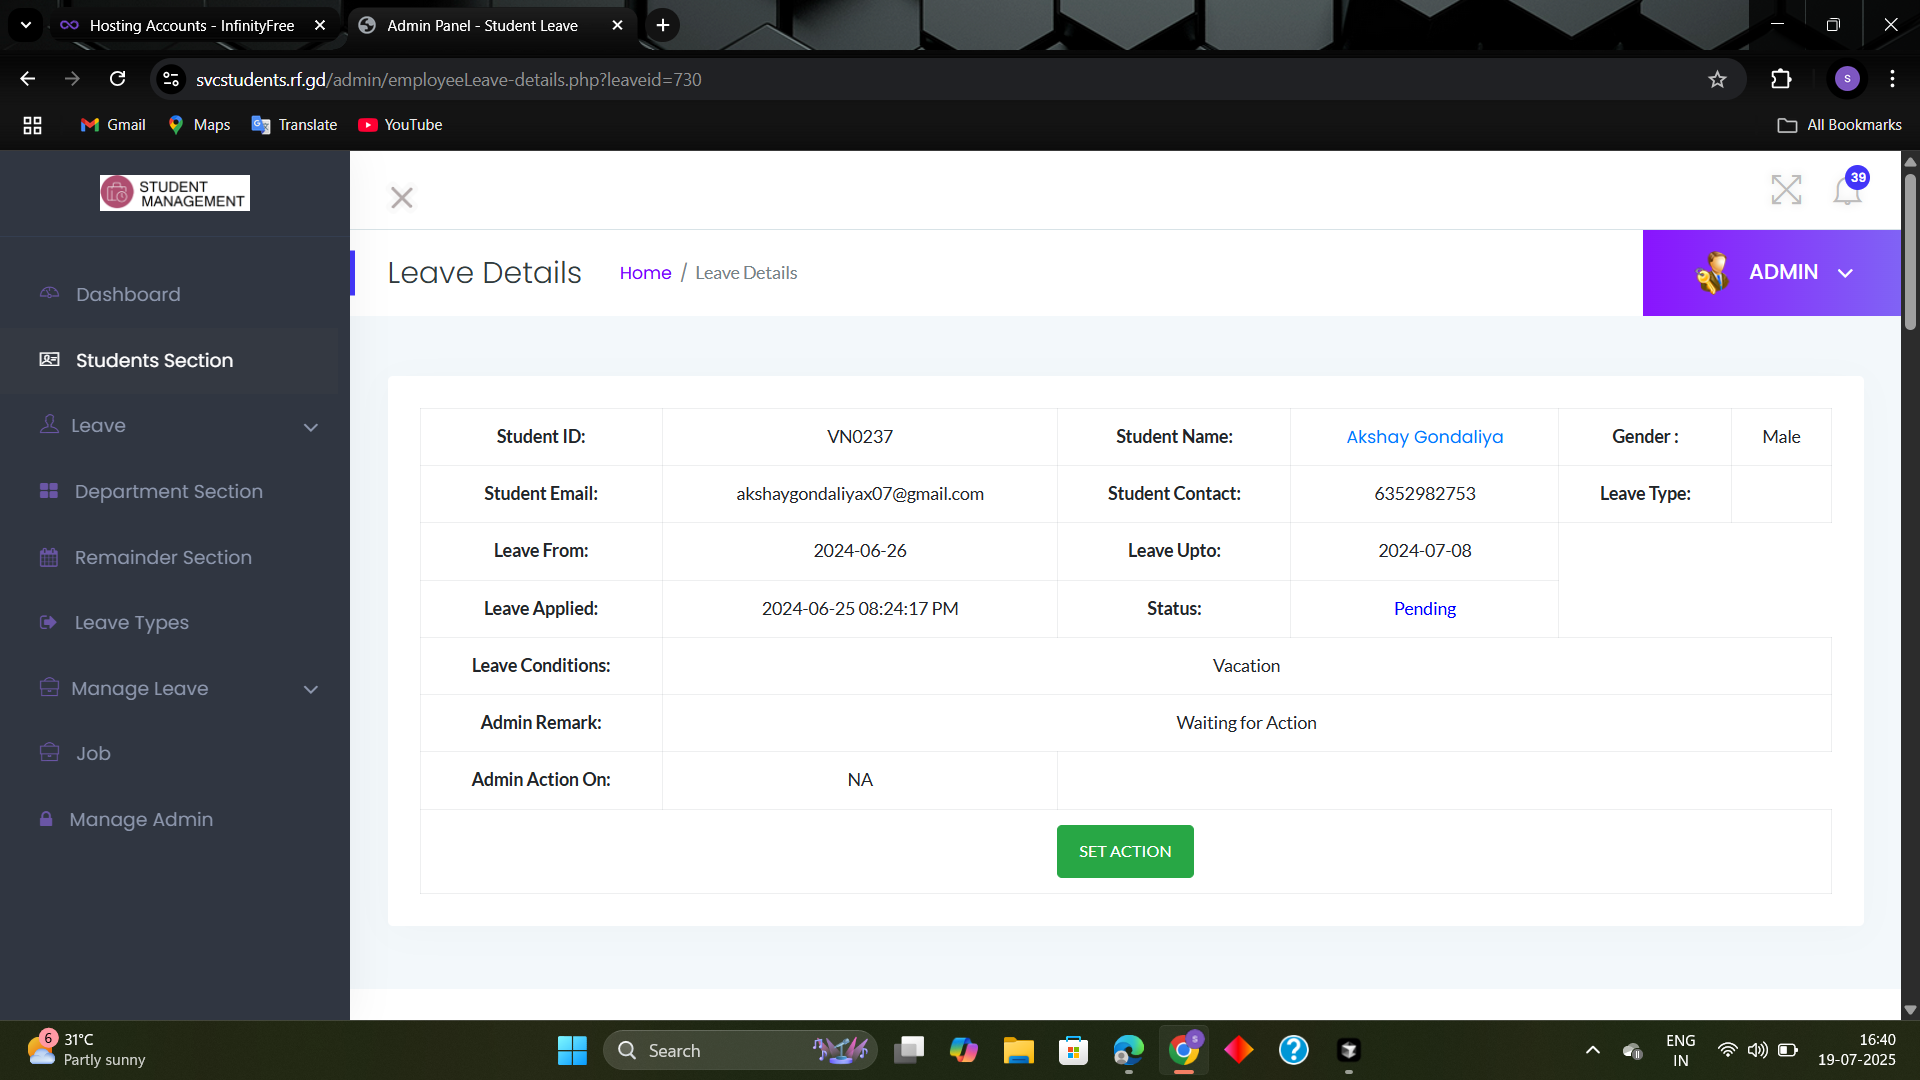 Hosting Accounts - InfinityFree
Admin Panel - Student Leave
svcstudents.rf.gd/admin/employeeLeave-details.php?leaveid=730
S
Gmail
Maps
Translate
YouTube
All Bookmarks
STUDENT
MANAGEMENT
39
Leave Details
Home / Leave Details
ADMIN
Dashboard
Students Section
Leave
Department Section
Remainder Section
Leave Types
Manage Leave
Job
Manage Admin
Student ID: VN0237 Student Name: Akshay Gondaliya Gender : Male
Student Email: akshaygondaliyax07@gmail.com Student Contact: 6352982753 Leave Type:
Leave From: 2024-06-26 Leave Upto: 2024-07-08
Leave Applied: 2024-06-25 08:24:17 PM Status: Pending
Leave Conditions: Vacation
Admin Remark: Waiting for Action
Admin Action On: NA
SET ACTION
6
31°C
Partly sunny
Search
S
ENG
IN
16:40
19-07-2025